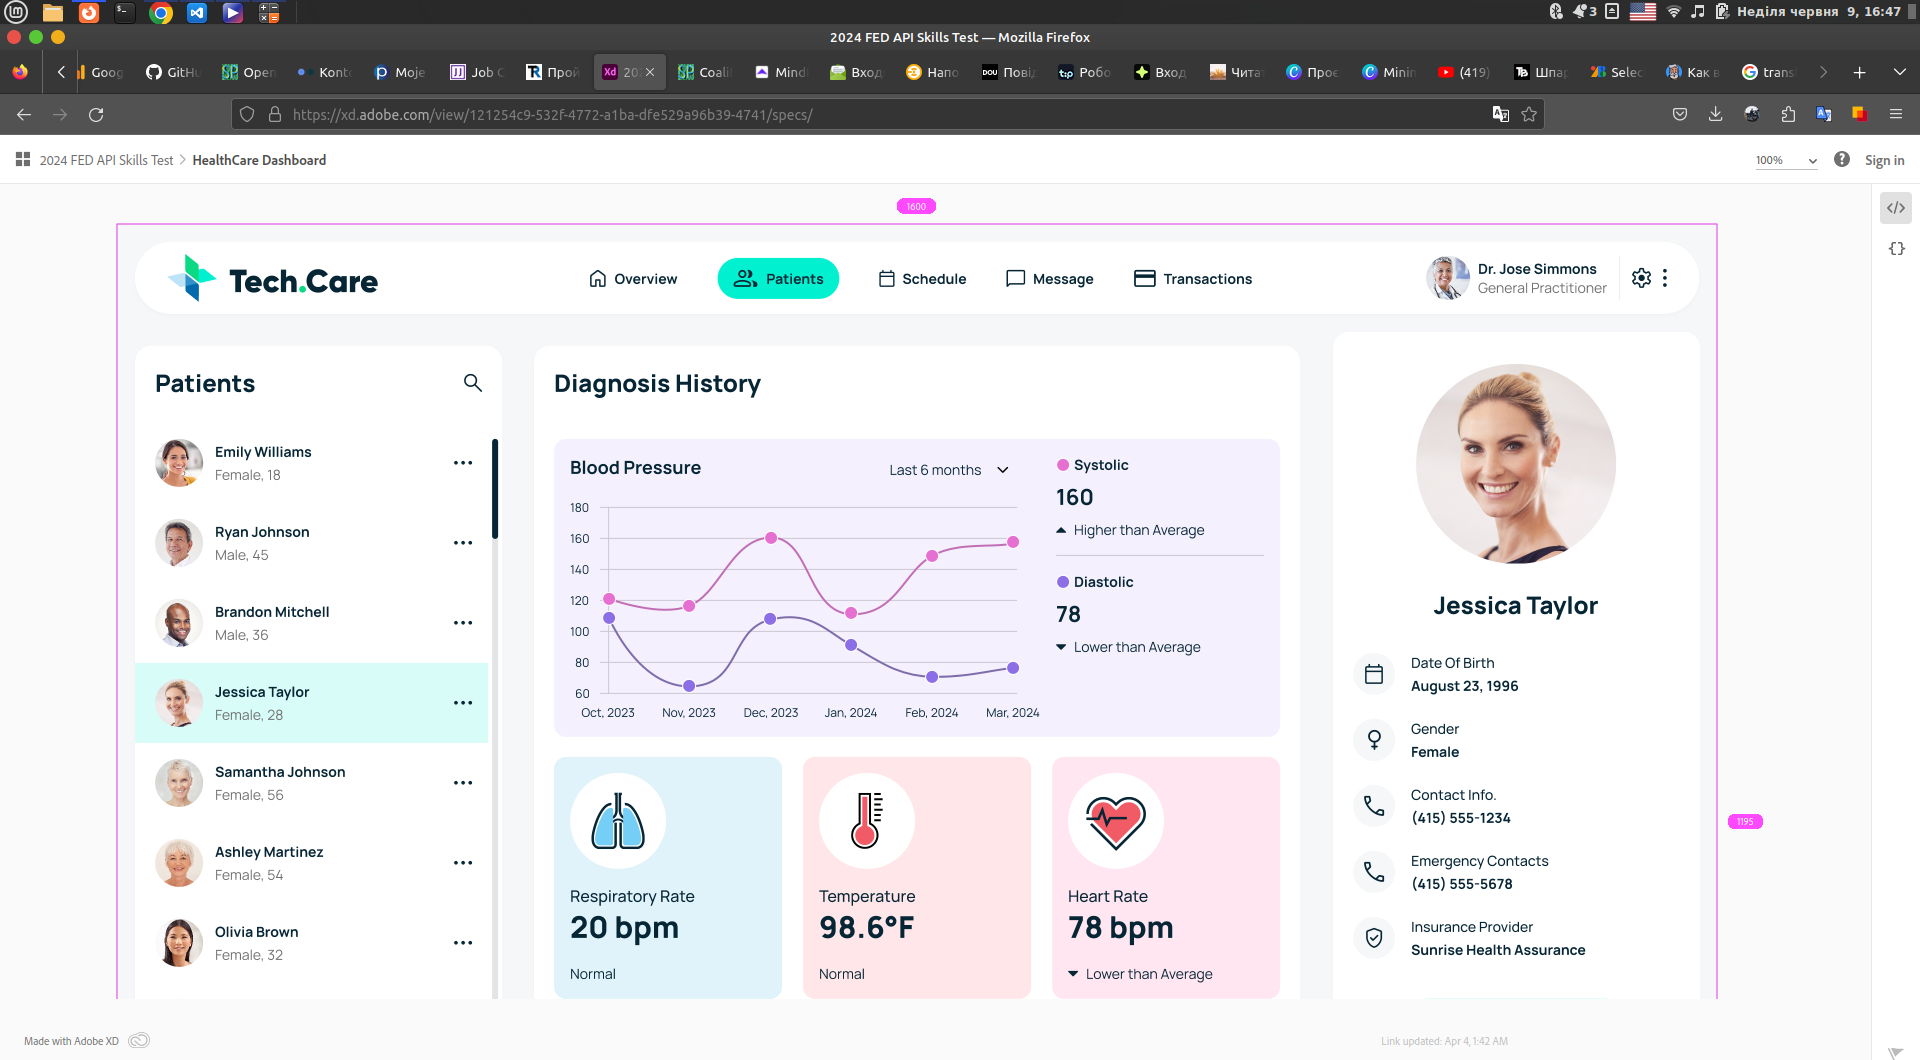 3
Неділя червня 9, 16:47
2024 FED API Skills Test — Mozilla Firefox
Goog
GitHu
Open
Konto
Moje
Job C
Прой
20
Coali
Mindi
Вход
Напо
Пові
Робо
Вход
Чита
Проє
Minin
(419)
Шпа
Selec
Как в
trans
https://xd.adobe.com/view/121254c9-532f-4772-a1ba-dfe529a96b39-4741/specs/
2024 FED API Skills Test > HealthCare Dashboard
100%
Sign in
1600
Tech.Care
Overview
Patients
Schedule
Message
Transactions
Dr. Jose Simmons
General Practitioner
Patients
Emily Williams
Female, 18
Ryan Johnson
Male, 45
Brandon Mitchell
Male, 36
Jessica Taylor
Female, 28
Samantha Johnson
Female, 56
Ashley Martinez
Female, 54
Olivia Brown
Female, 32
Diagnosis History
Blood Pressure
Last 6 months
180
160
140
120
100
80
60
Oct, 2023
Nov, 2023
Dec, 2023
Jan, 2024
Feb, 2024
Mar, 2024
Systolic
160
Higher than Average
Diastolic
78
Lower than Average
Respiratory Rate
20 bpm
Normal
Temperature
98.6°F
Normal
Heart Rate
78 bpm
Lower than Average
Jessica Taylor
Date Of Birth
August 23, 1996
Gender
Female
Contact Info.
(415) 555-1234
Emergency Contacts
(415) 555-5678
Insurance Provider
Sunrise Health Assurance
1195
Made with Adobe XD
Link updated: Apr 4, 1:42 AM